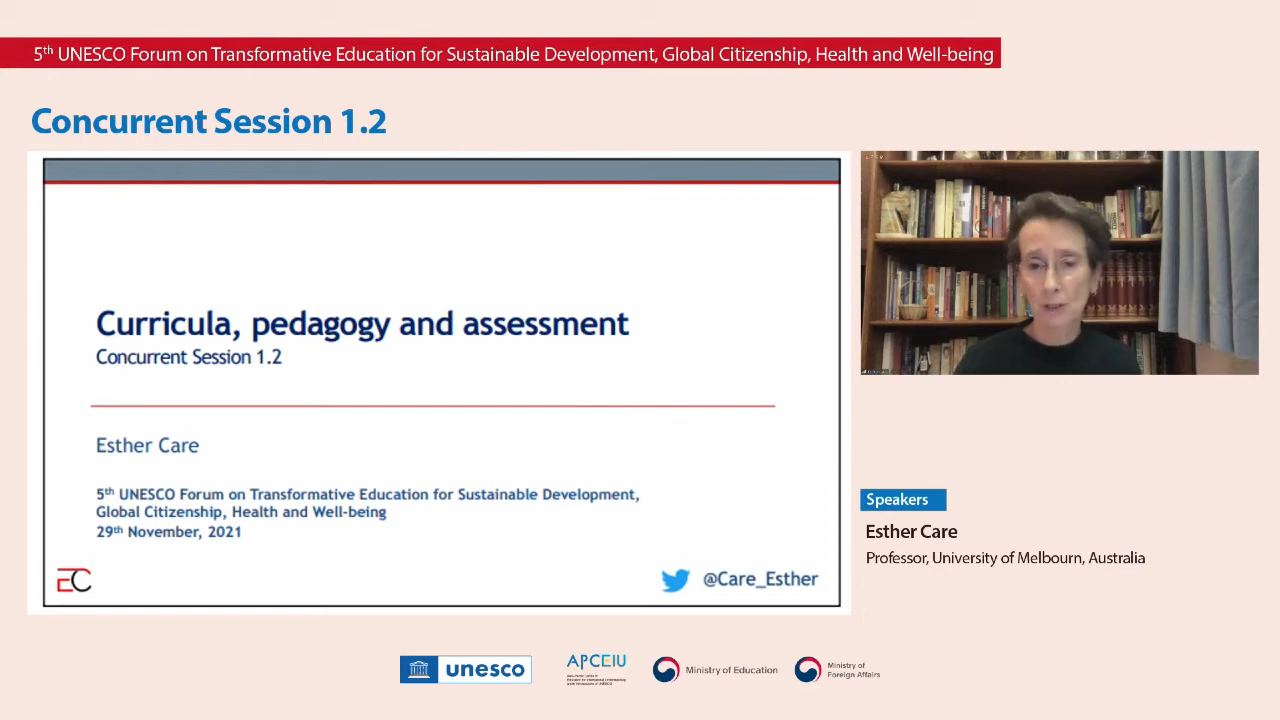 5th UNESCO Forum on Transformative Education for Sustainable Development, Global Citizenship, Health and Well-being
Concurrent Session 1.2
Curricula, pedagogy and assessment
Concurrent Session 1.2
Esther Care
5th UNESCO Forum on Transformative Education for Sustainable Development,
Global Citizenship, Health and Well-being
29th November, 2021
EC
@Care_Esther
Speakers
Esther Care
Professor, University of Melbourn, Australia
unesco
APCEIU
Ministry of Education
Ministry of
Foreign Affairs